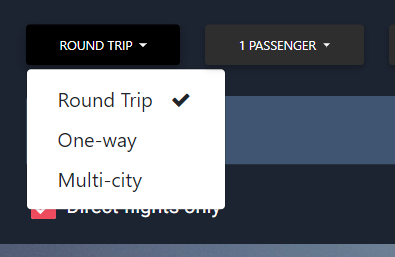 ROUND TRIP
1 PASSENGER
Round Trip
One-way
Multi-city
Direct flights only